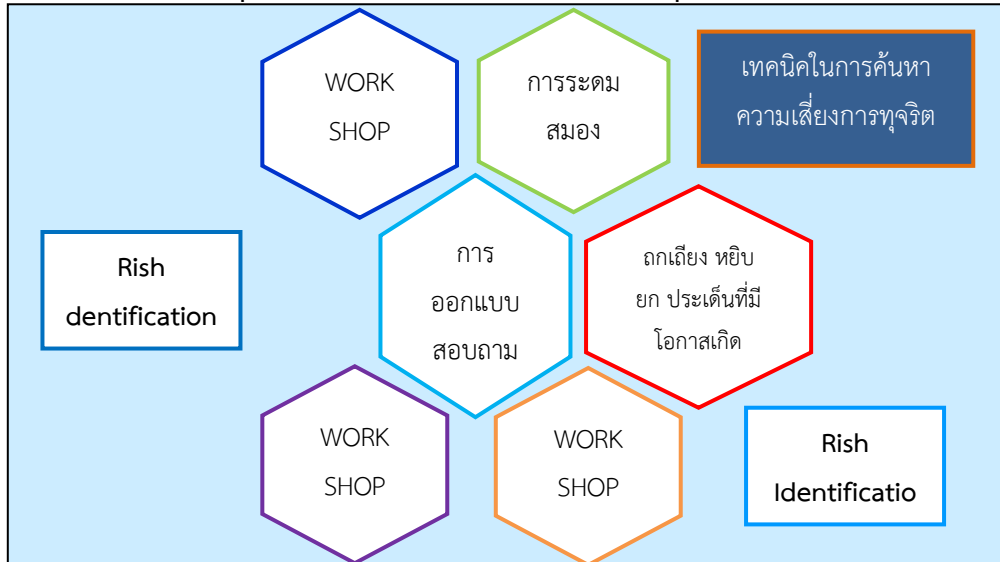 WORK
SHOP
การระดม
สมอง
เทคนิคในการค้นหา
ความเสี่ยงการทุจริต
Rish
dentification
การ
ออกแบบ
สอบถาม
ถกเถียง หยิบ
ยก ประเด็นที่มี
โอกาสเกิด
WORK
SHOP
WORK
SHOP
Rish
Identificatio